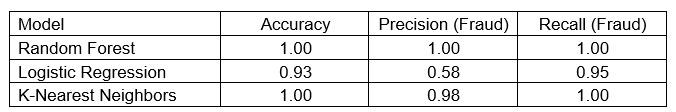 Model Accuracy Precision (Fraud) Recall (Fraud)
Random Forest 1.00 1.00 1.00
Logistic Regression 0.93 0.58 0.95
K-Nearest Neighbors 1.00 0.98 1.00